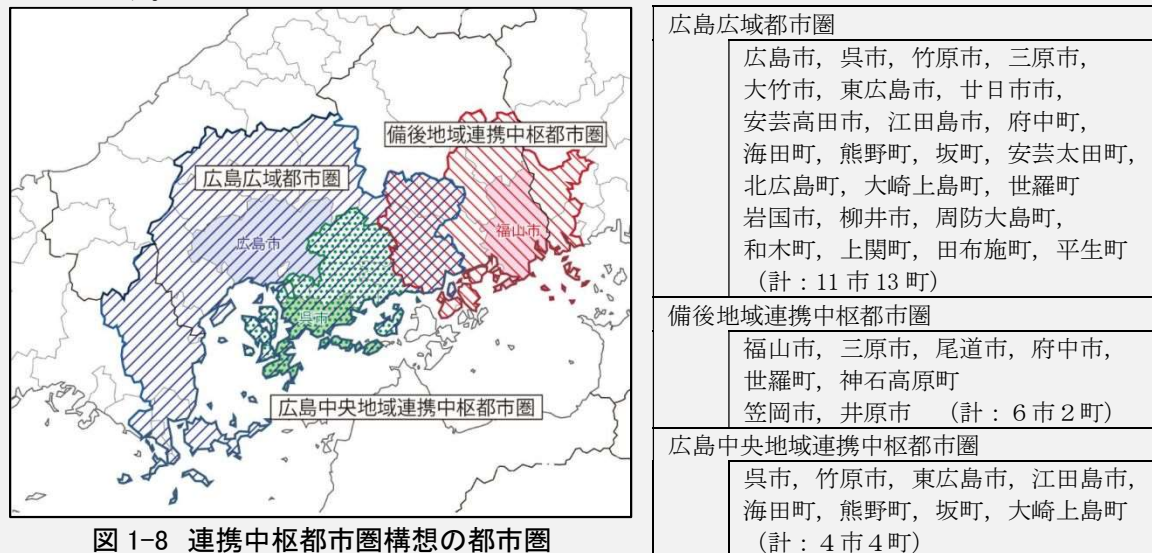 備後地域連携中枢都市圏
広島広域都市圏
広島市
福山市
呉市
広島中央地域連携中枢都市圏
図 1-8 連携中枢都市圏構想の都市圏
広島広域都市圏
広島市，呉市，竹原市，三原市，
大竹市，東広島市，廿日市市，
安芸高田市，江田島市，府中町，
海田町，熊野町，坂町，安芸太田町，
北広島町，大崎上島町，世羅町
岩国市，柳井市，周防大島町，
和木町，上関町，田布施町，平生町
（計：11 市 13 町）
備後地域連携中枢都市圏
福山市，三原市，尾道市，府中市，
世羅町，神石高原町
笠岡市，井原市　（計：６市２町）
広島中央地域連携中枢都市圏
呉市，竹原市，東広島市，江田島市，
海田町，熊野町，坂町，大崎上島町
（計：４市４町）